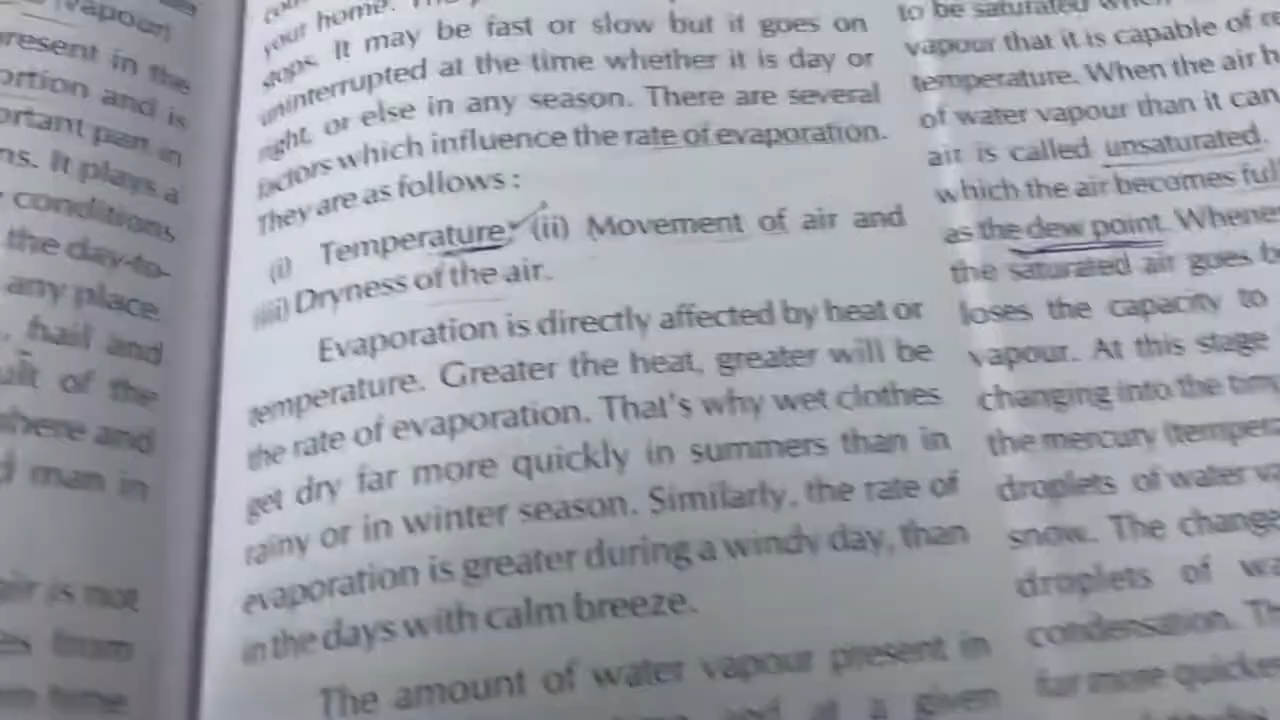 (vapour)
present in the
and is
ortant part in
ns. It plays a
conditions
the day-to-
any place
hail and
of the
and
man in
is not
from
time
your home.
stops. It may be fast or slow but it goes on
uninterrupted at the time whether it is day or
night, or else in any season. There are several
factors which influence the rate of evaporation.
They are as follows :
(i) Temperature (ii) Movement of air and
(iii) Dryness of the air.
Evaporation is directly affected by heat or
temperature. Greater the heat, greater will be
the rate of evaporation. That's why wet clothes
get dry far more quickly in summers than in
rainy or in winter season. Similarly, the rate of
evaporation is greater during a windy day, than
in the days with calm breeze.
The amount of water vapour present in
and at a given
to be saturated
vapour that it is capable of
temperature. When the air
of water vapour than it can
air is called unsaturated.
which the air becomes
as the dew point.
the saturated air goes
loses the capacity to
vapour. At this stage
changing into the
the mercury
droplets of water
snow. The change
droplets of
condensation.
far more